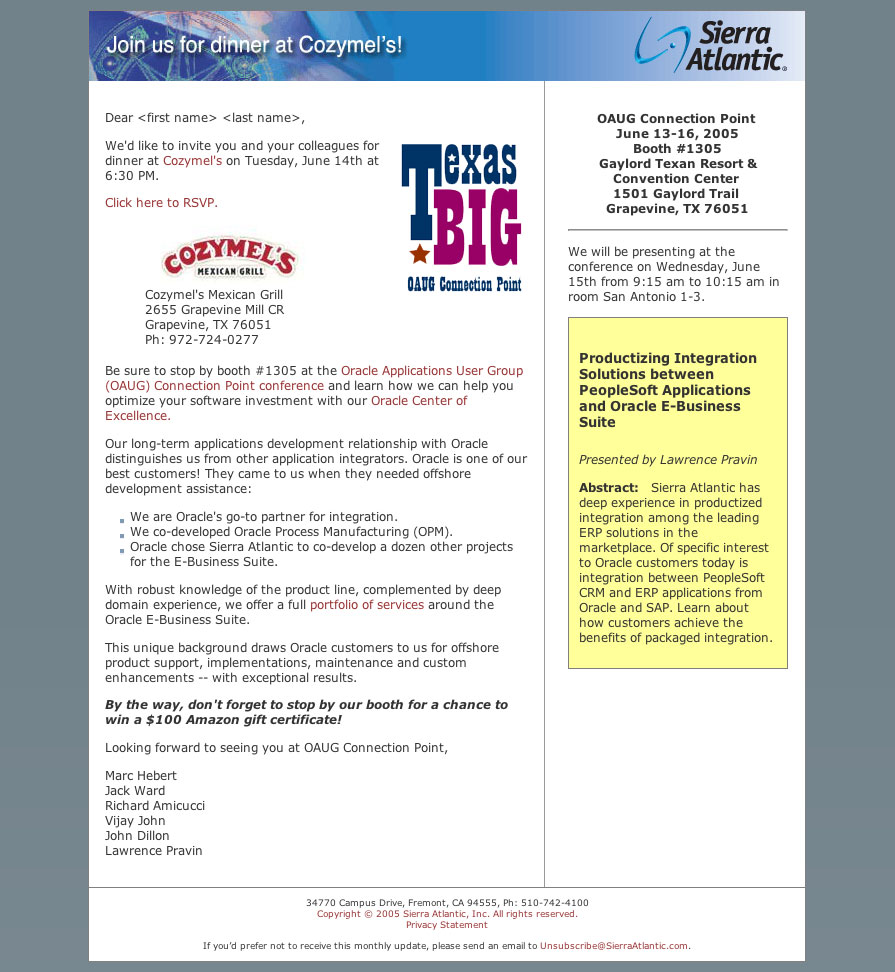 Join us for dinner at Cozymel's!
Sierra
Atlantic®
Dear <first name> <last name>,
We'd like to invite you and your colleagues for
dinner at Cozymel's on Tuesday, June 14th at
6:30 PM.
Click here to RSVP.
Texas
BIG
OAUG Connection Point
COZYMEL'S
MEXICAN GRILL
Cozymel's Mexican Grill
2655 Grapevine Mill CR
Grapevine, TX 76051
Ph: 972-724-0277
Be sure to stop by booth #1305 at the Oracle Applications User Group
(OAUG) Connection Point conference and learn how we can help you
optimize your software investment with our Oracle Center of
Excellence.
Our long-term applications development relationship with Oracle
distinguishes us from other application integrators. Oracle is one of our
best customers! They came to us when they needed offshore
development assistance:
We are Oracle's go-to partner for integration.
We co-developed Oracle Process Manufacturing (OPM).
Oracle chose Sierra Atlantic to co-develop a dozen other projects
for the E-Business Suite.
With robust knowledge of the product line, complemented by deep
domain experience, we offer a full portfolio of services around the
Oracle E-Business Suite.
This unique background draws Oracle customers to us for offshore
product support, implementations, maintenance and custom
enhancements -- with exceptional results.
By the way, don't forget to stop by our booth for a chance to
win a $100 Amazon gift certificate!
Looking forward to seeing you at OAUG Connection Point,
Marc Hebert
Jack Ward
Richard Amicucci
Vijay John
John Dillon
Lawrence Pravin
OAUG Connection Point
June 13-16, 2005
Booth #1305
Gaylord Texan Resort &
Convention Center
1501 Gaylord Trail
Grapevine, TX 76051
We will be presenting at the
conference on Wednesday, June
15th from 9:15 am to 10:15 am in
room San Antonio 1-3.
Productizing Integration
Solutions between
PeopleSoft Applications
and Oracle E-Business
Suite
Presented by Lawrence Pravin
Abstract: Sierra Atlantic has
deep experience in productized
integration among the leading
ERP solutions in the
marketplace. Of specific interest
to Oracle customers today is
integration between PeopleSoft
CRM and ERP applications from
Oracle and SAP. Learn about
how customers achieve the
benefits of packaged integration.
34770 Campus Drive, Fremont, CA 94555, Ph: 510-742-4100
Copyright © 2005 Sierra Atlantic, Inc. All rights reserved.
Privacy Statement
If you'd prefer not to receive this monthly update, please send an email to Unsubscribe@SierraAtlantic.com.